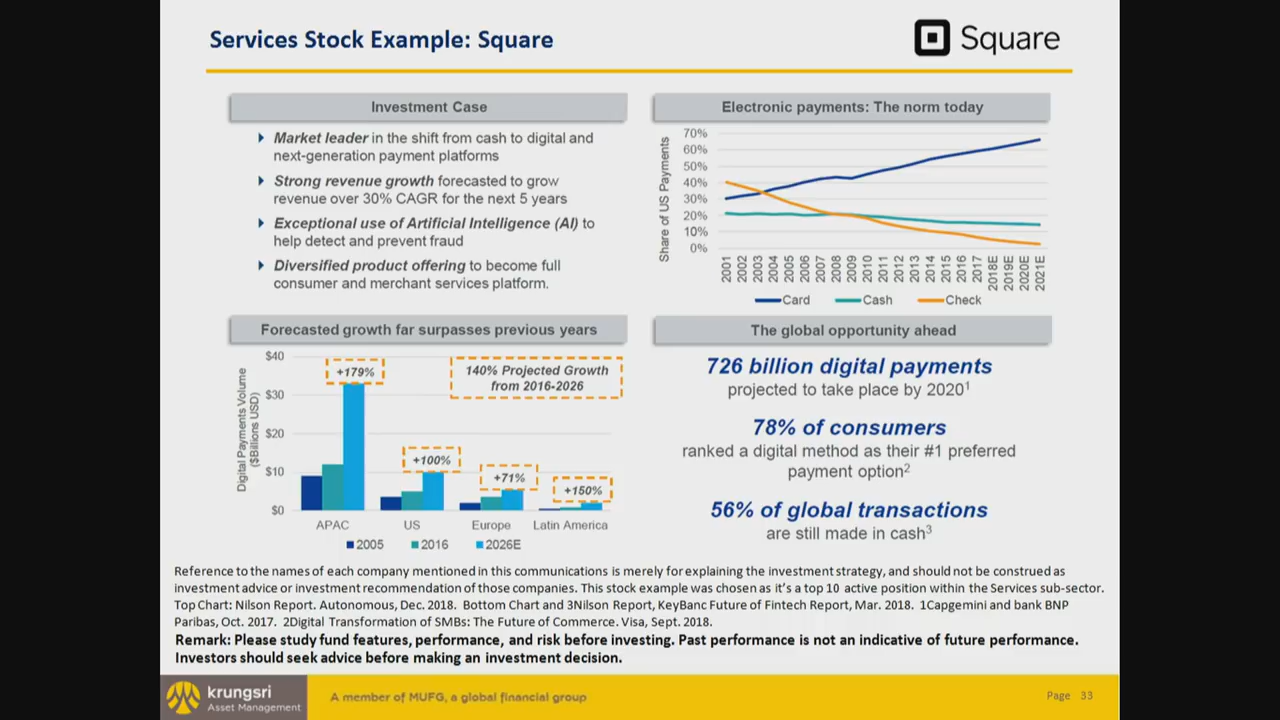 Services Stock Example: Square
Square
Investment Case
Market leader in the shift from cash to digital and
next-generation payment platforms
Strong revenue growth forecasted to grow
revenue over 30% CAGR for the next 5 years
Exceptional use of Artificial Intelligence (AI) to
help detect and prevent fraud
Diversified product offering to become full
consumer and merchant services platform.
Electronic payments: The norm today
Share of US Payments
70%
60%
50%
40%
30%
20%
10%
0%
2001
2002
2003
2004
2005
2006
2007
2008
2009
2010
2011
2012
2013
2014
2015
2016
2017
2018E
2019E
2020E
2021E
Card
Cash
Check
Forecasted growth far surpasses previous years
Digital Payments Volume
($Billions USD)
$40
$30
$20
$10
$0
+179%
140% Projected Growth
from 2016-2026
+100%
+71%
+150%
APAC
US
Europe
Latin America
2005
2016
2026E
The global opportunity ahead
726 billion digital payments
projected to take place by 2020¹
78% of consumers
ranked a digital method as their #1 preferred
payment option²
56% of global transactions
are still made in cash³
Reference to the names of each company mentioned in this communications is merely for explaining the investment strategy, and should not be construed as
investment advice or investment recommendation of those companies. This stock example was chosen as it’s a top 10 active position within the Services sub-sector.
Top Chart: Nilson Report. Autonomous, Dec. 2018. Bottom Chart and 3Nilson Report, KeyBanc Future of Fintech Report, Mar. 2018. 1Capgemini and bank BNP
Paribas, Oct. 2017. 2Digital Transformation of SMBs: The Future of Commerce. Visa, Sept. 2018.
Remark: Please study fund features, performance, and risk before investing. Past performance is not an indicative of future performance.
Investors should seek advice before making an investment decision.
krungsri
Asset Management
A member of MUFG, a global financial group
Page 33